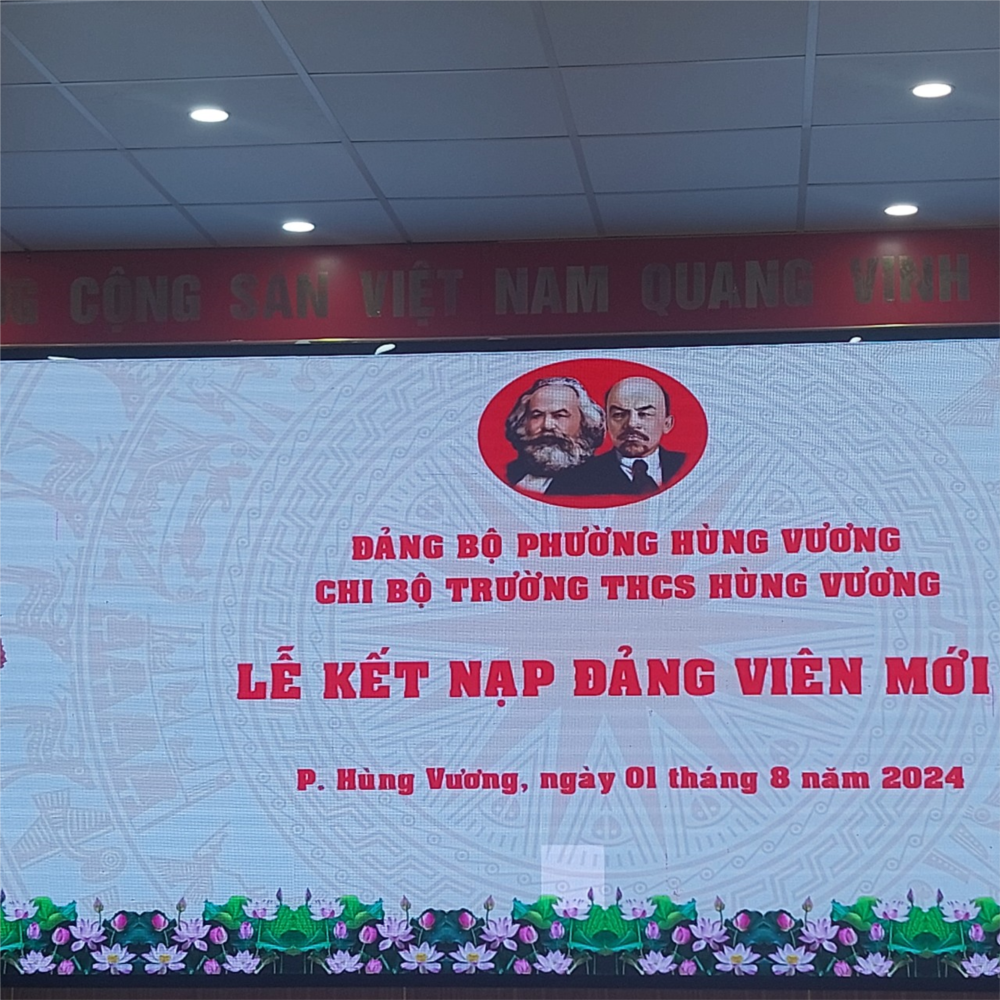 CỘNG SẢN VIỆT NAM QUANG VINH
ĐẢNG BỘ PHƯỜNG HÙNG VƯƠNG
CHI BỘ TRƯỜNG THCS HÙNG VƯƠNG
LỄ KẾT NẠP ĐẢNG VIÊN MỚI
P. Hùng Vương, ngày 01 tháng 8 năm 2024